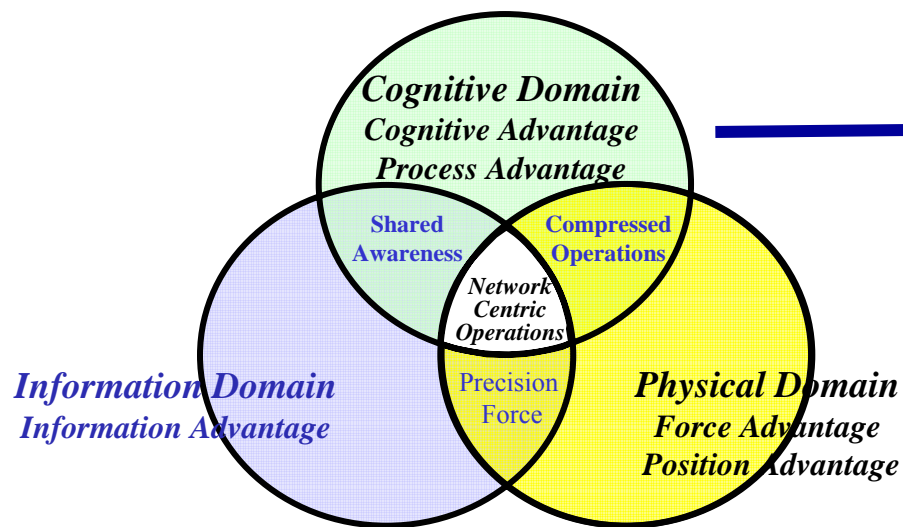 Cognitive Domain
Cognitive Advantage
Process Advantage
Shared
Awareness
Compressed
Operations
Network
Centric
Operations
Information Domain
Information Advantage
Precision
Force
Physical Domain
Force Advantage
Position Advantage